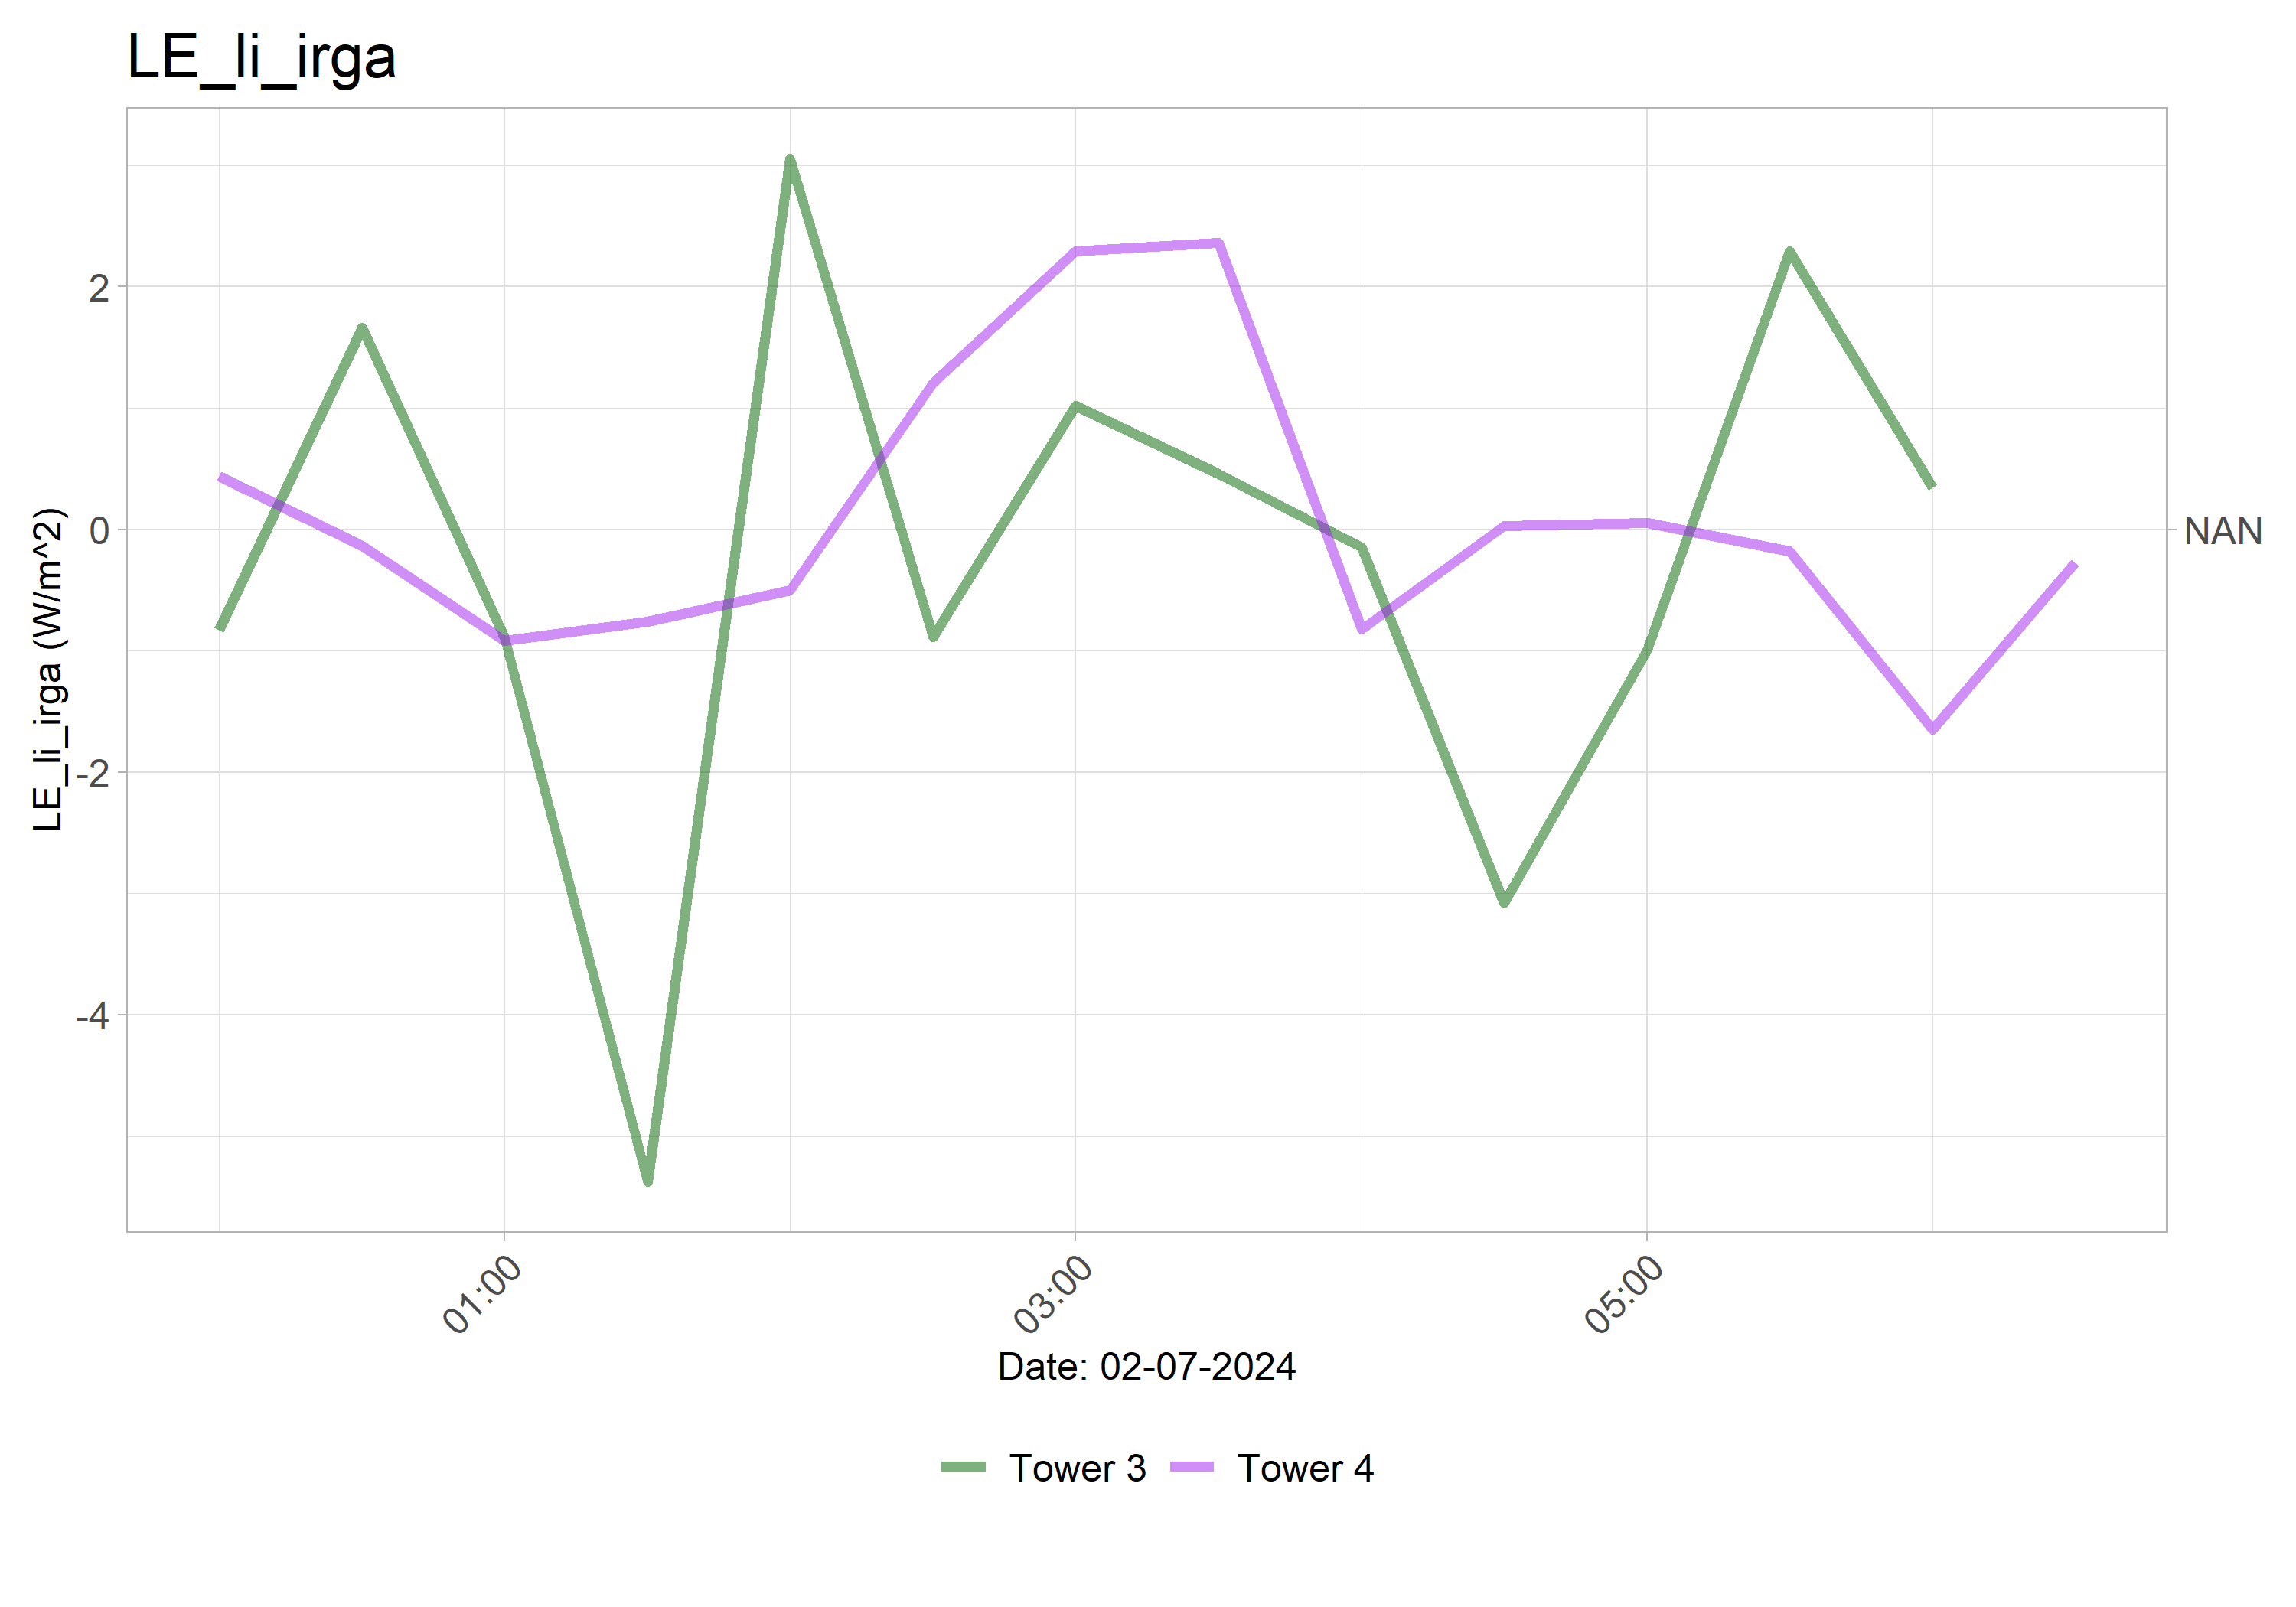 LE_li_irga
LE_li_irga (W/m^2)
2
0
-2
-4
NAN
01:00
03:00
05:00
Date: 02-07-2024
Tower 3
Tower 4